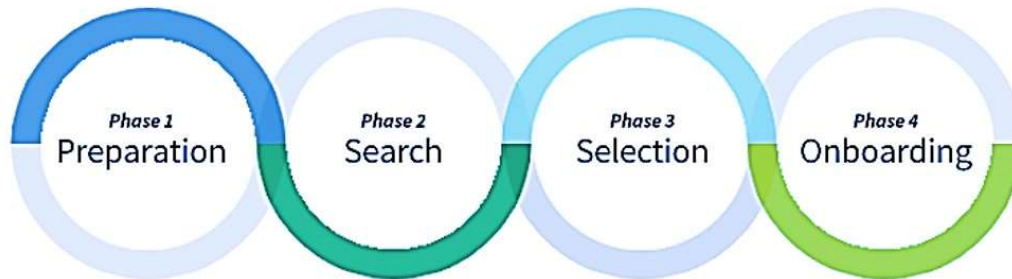 Phase 1
Preparation
Phase 2
Search
Phase 3
Selection
Phase 4
Onboarding